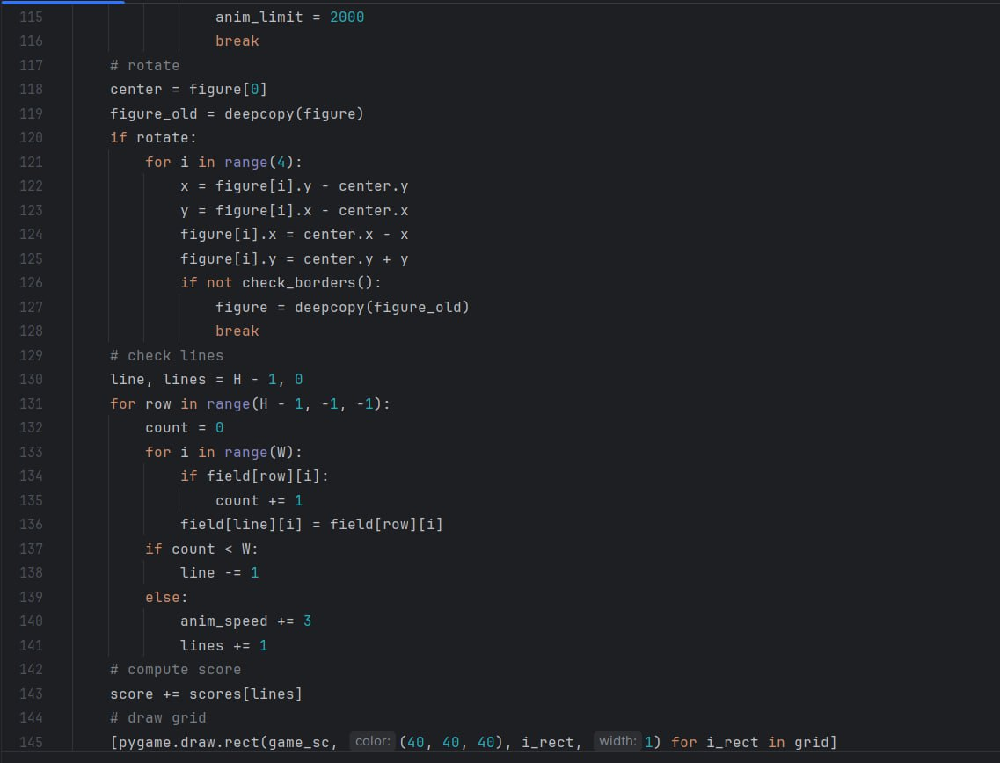 115                 anim_limit = 2000
116                 break
117     # rotate
118     center = figure[0]
119     figure_old = deepcopy(figure)
120     if rotate:
121         for i in range(4):
122             x = figure[i].y - center.y
123             y = figure[i].x - center.x
124             figure[i].x = center.x - x
125             figure[i].y = center.y + y
126             if not check_borders():
127                 figure = deepcopy(figure_old)
128                 break
129     # check lines
130     line, lines = H - 1, 0
131     for row in range(H - 1, -1, -1):
132         count = 0
133         for i in range(W):
134             if field[row][i]:
135                 count += 1
136             field[line][i] = field[row][i]
137         if count < W:
138             line -= 1
139         else:
140             anim_speed += 3
141             lines += 1
142     # compute score
143     score += scores[lines]
144     # draw grid
145     [pygame.draw.rect(game_sc, color: (40, 40, 40), i_rect, width: 1) for i_rect in grid]